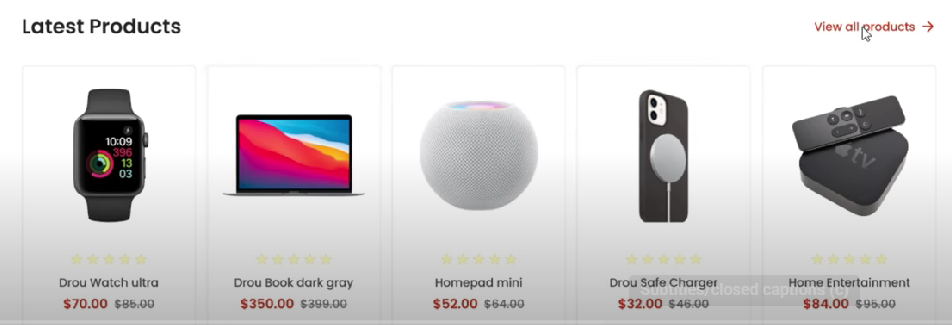 Latest Products
View all products →
10:09
396
13
03
tv
Drou Watch ultra
$70.00 $85.00
Drou Book dark gray
$350.00 $399.00
Homepad mini
$52.00 $64.00
Drou Safe Charger
$32.00 $46.00
Home Entertainment
$84.00 $95.00
Subtitles/closed captions (c)